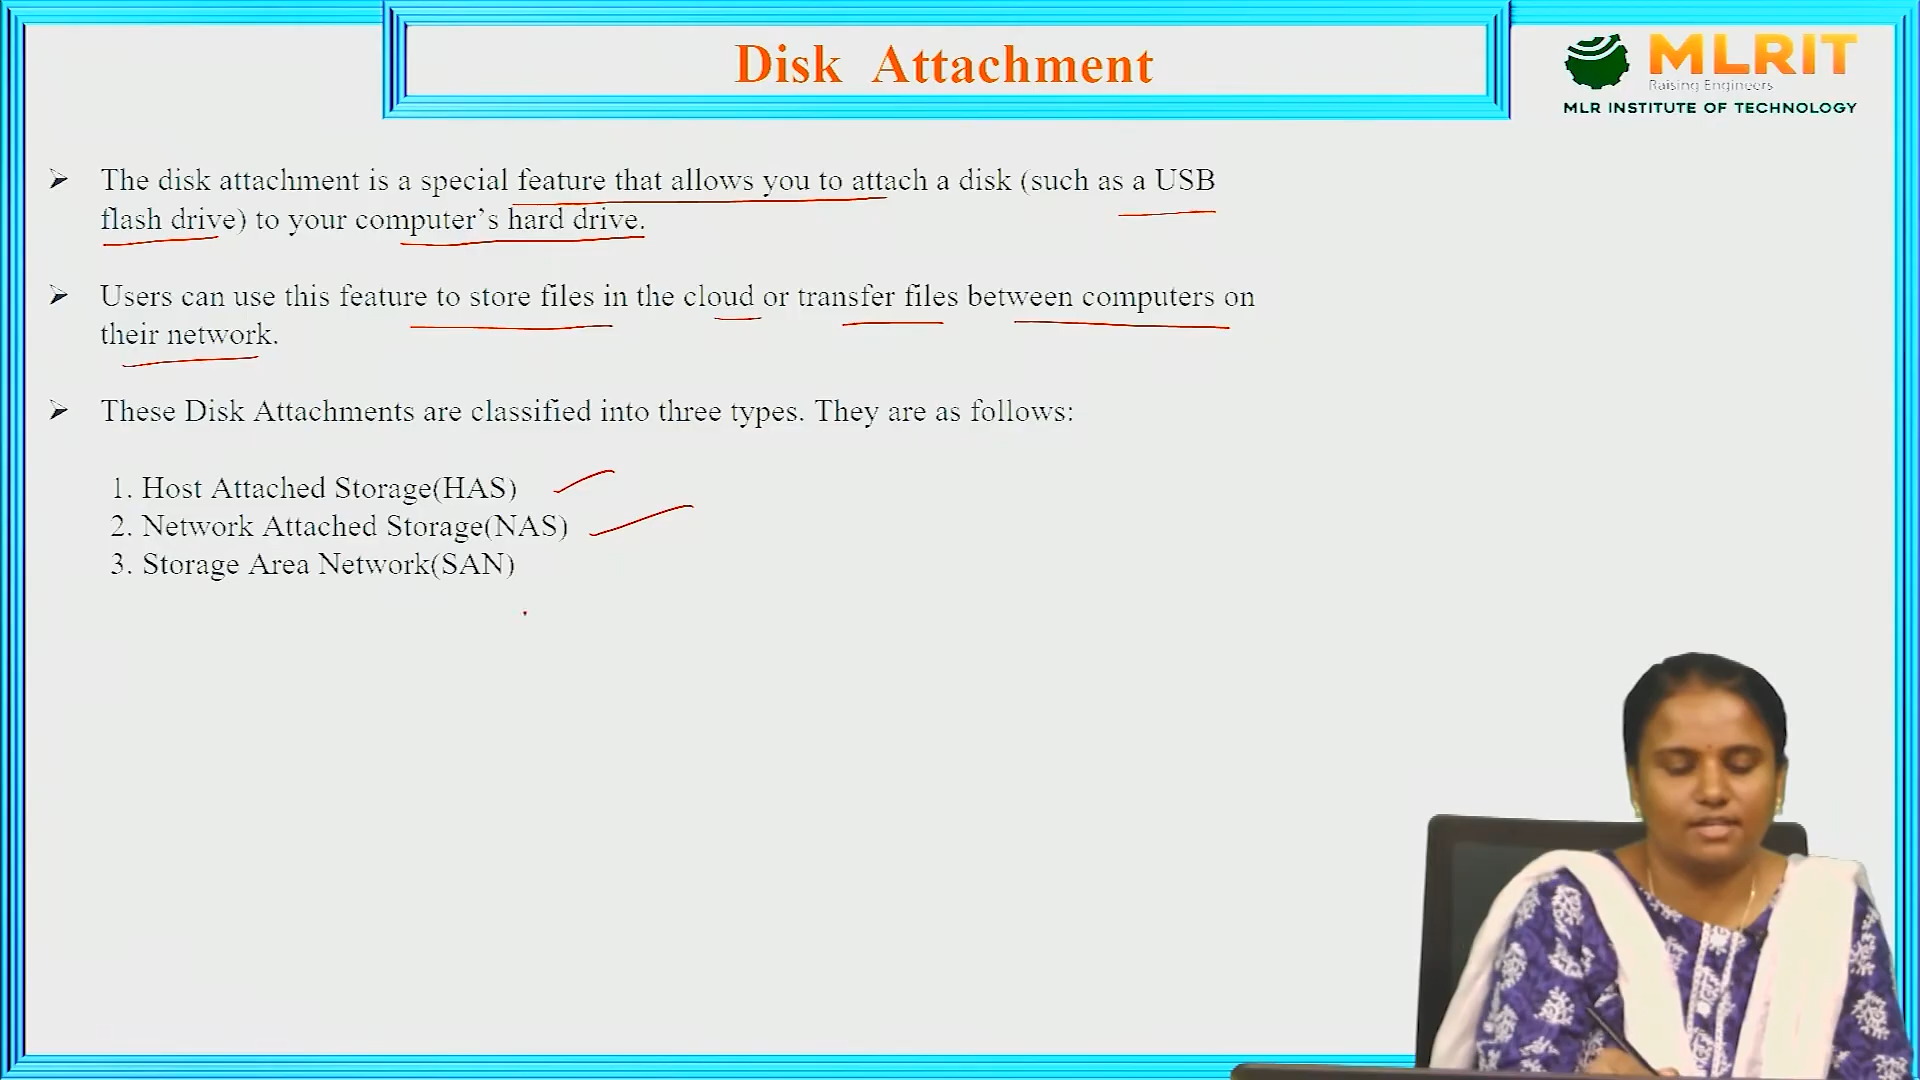 Disk Attachment
MLRIT
Raising Engineers
MLR INSTITUTE OF TECHNOLOGY
➢ The disk attachment is a special feature that allows you to attach a disk (such as a USB
flash drive) to your computer’s hard drive.
➢ Users can use this feature to store files in the cloud or transfer files between computers on
their network.
➢ These Disk Attachments are classified into three types. They are as follows:
1. Host Attached Storage(HAS)
2. Network Attached Storage(NAS)
3. Storage Area Network(SAN)